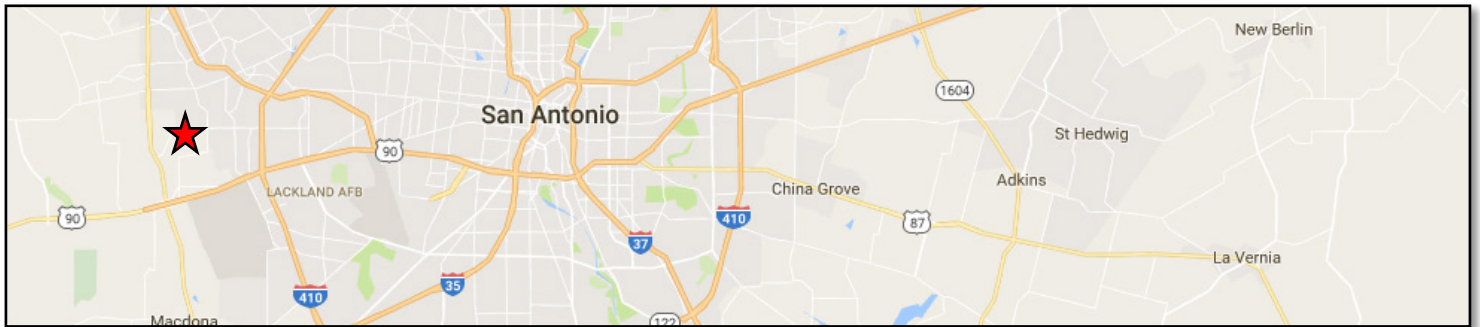 New Berlin
1604
San Antonio
St Hedwig
90
Adkins
LACKLAND AFB
China Grove
90
410
87
37
La Vernia
35
410
Macdona
122